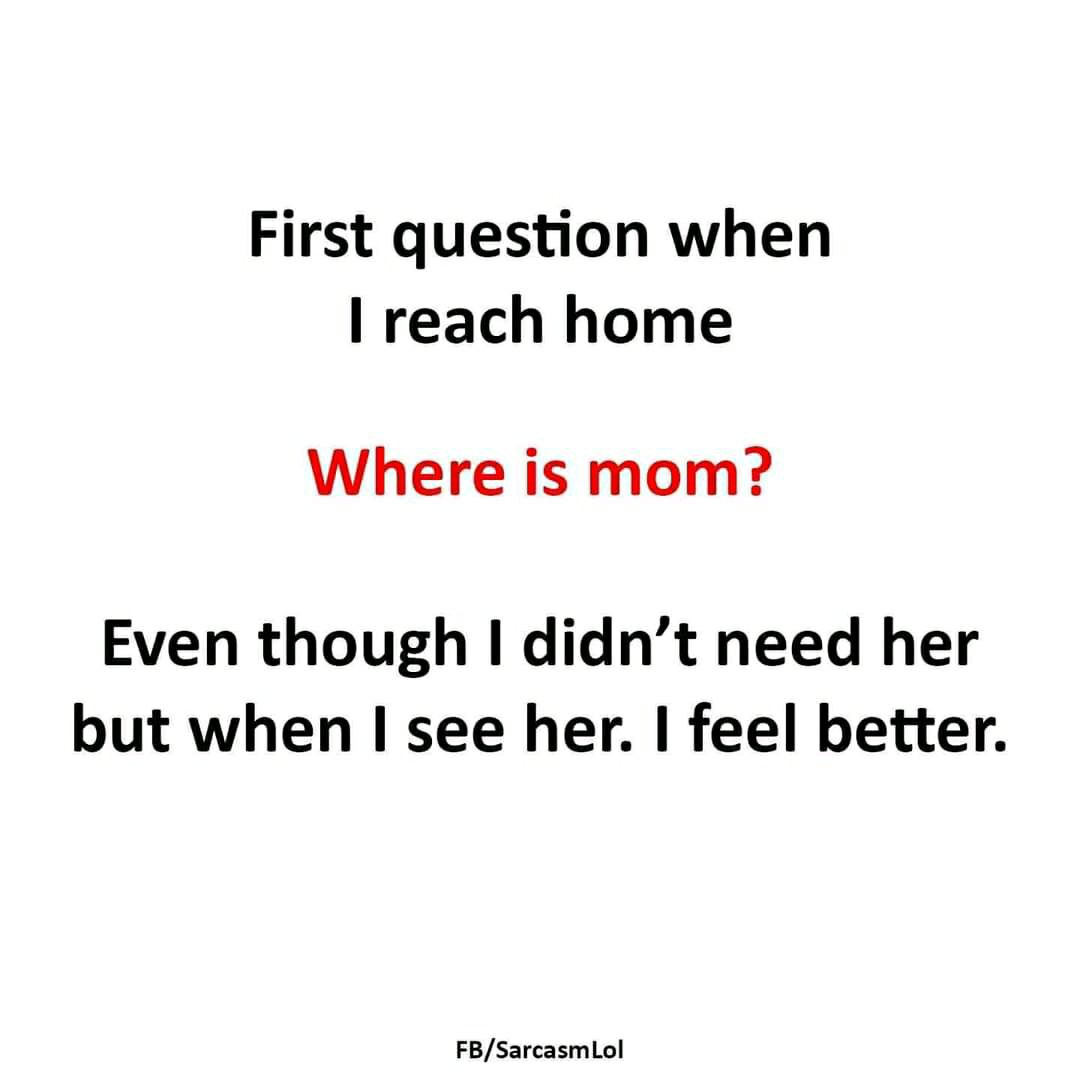 First question when
I reach home
Where is mom?
Even though I didn’t need her
but when I see her. I feel better.
FB/SarcasmLol